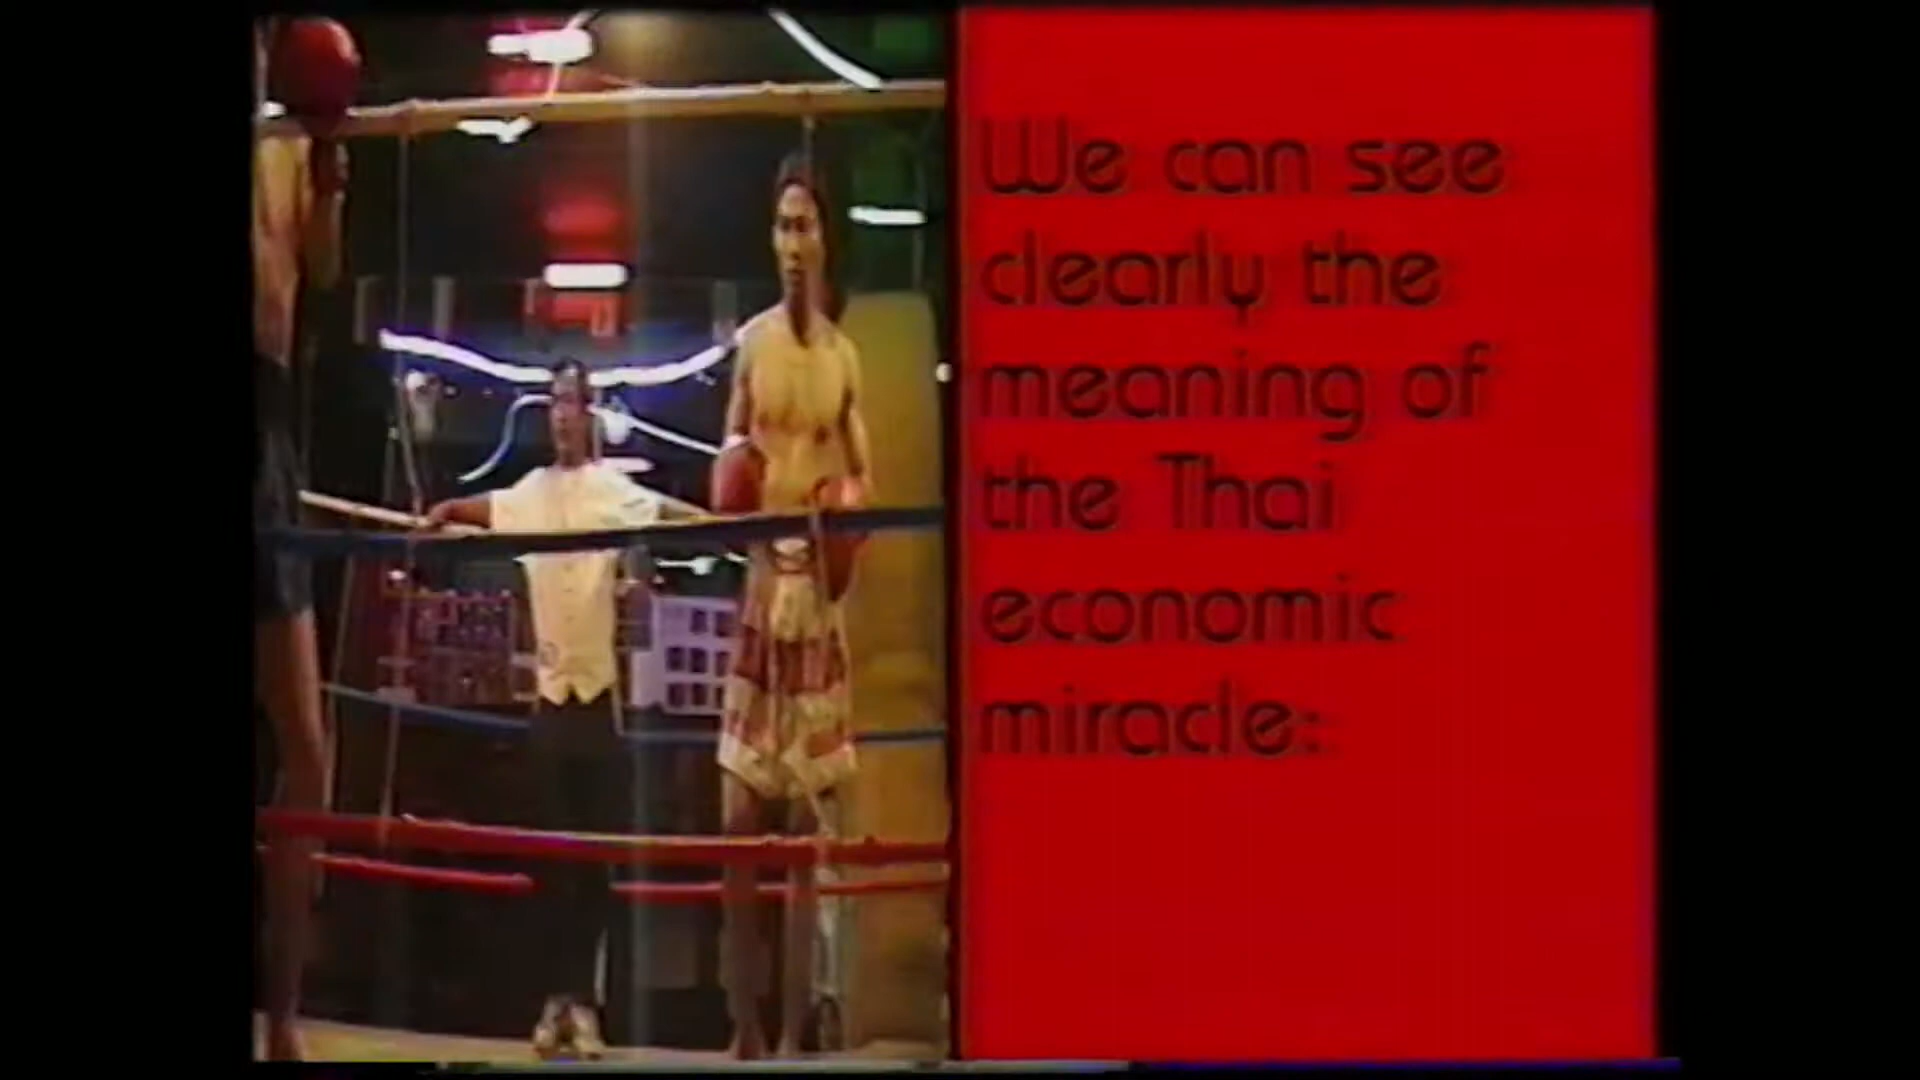 We can see
clearly the
meaning of
the Thai
economic
miracle: